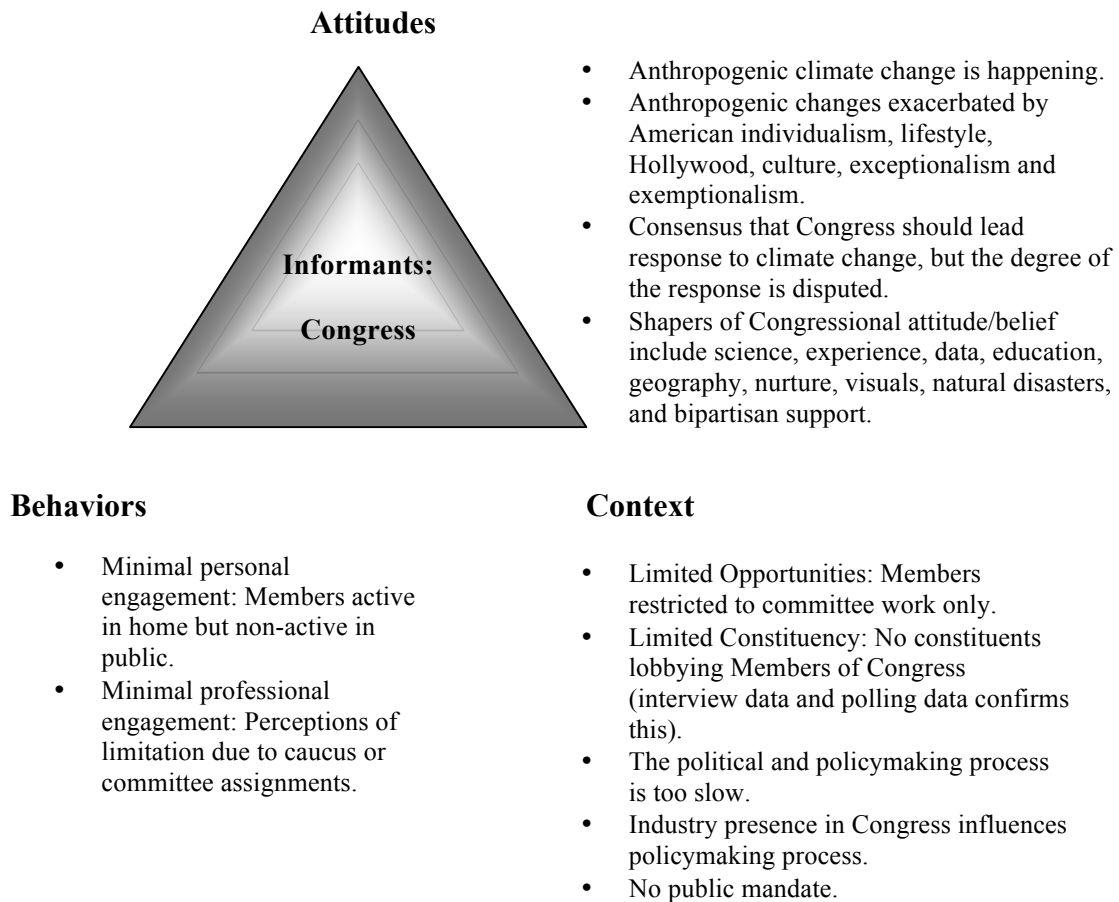 Attitudes
Informants:
Congress
• Anthropogenic climate change is happening.
• Anthropogenic changes exacerbated by
American individualism, lifestyle,
Hollywood, culture, exceptionalism and
exemptionalism.
• Consensus that Congress should lead
response to climate change, but the degree of
the response is disputed.
• Shapers of Congressional attitude/belief
include science, experience, data, education,
geography, nurture, visuals, natural disasters,
and bipartisan support.
Behaviors
• Minimal personal
engagement: Members active
in home but non-active in
public.
• Minimal professional
engagement: Perceptions of
limitation due to caucus or
committee assignments.
Context
• Limited Opportunities: Members
restricted to committee work only.
• Limited Constituency: No constituents
lobbying Members of Congress
(interview data and polling data confirms
this).
• The political and policymaking process
is too slow.
• Industry presence in Congress influences
policymaking process.
• No public mandate.